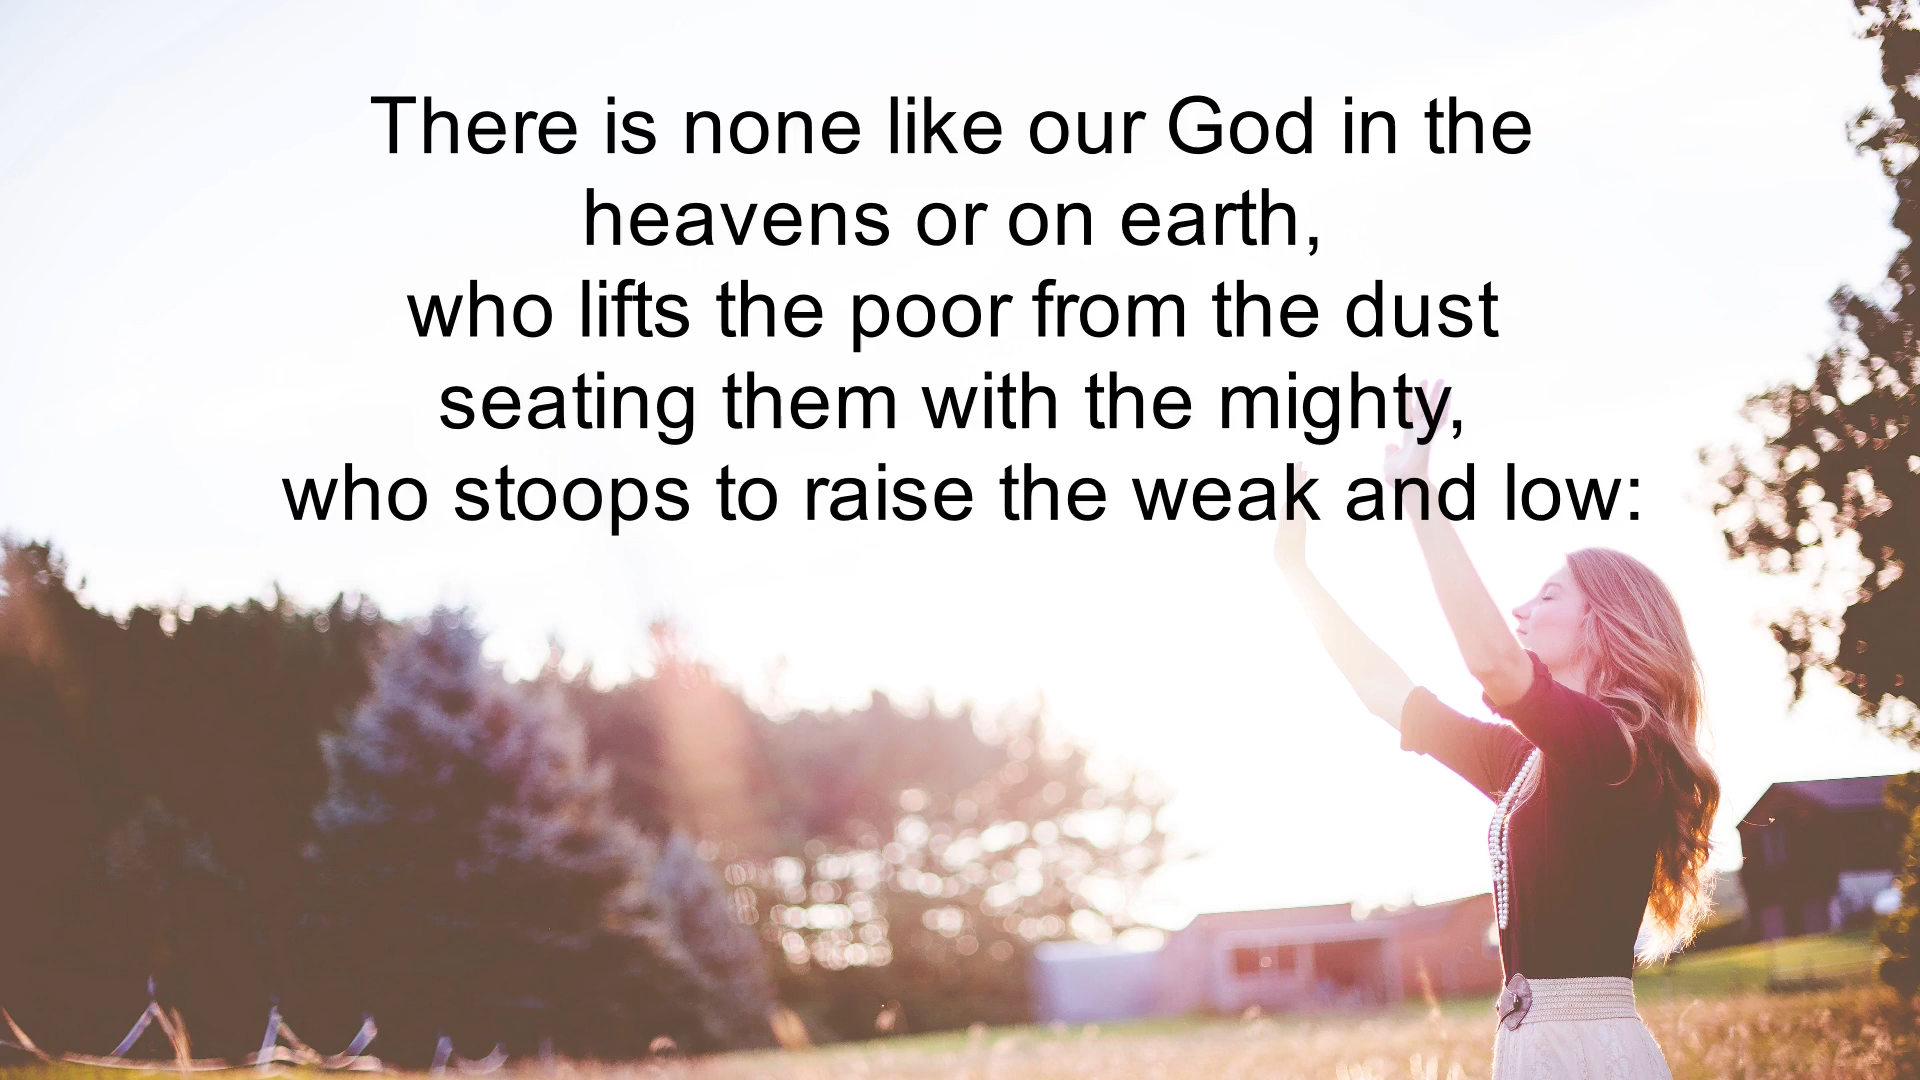 There is none like our God in the
heavens or on earth,
who lifts the poor from the dust
seating them with the mighty,
who stoops to raise the weak and low: